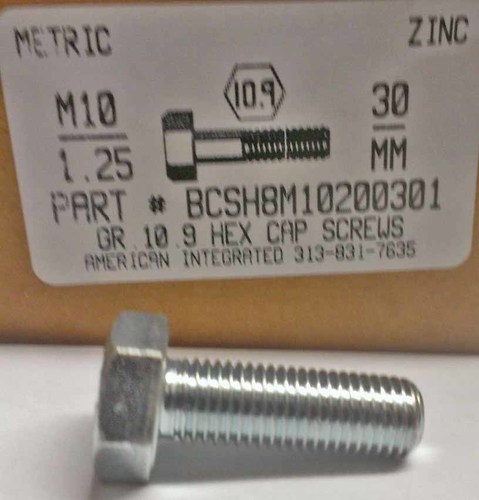 METRIC ZINC
M10 10.9 30
1.25 MM
PART # BCSH8M10200301
GR 10.9 HEX CAP SCREWS
AMERICAN INTEGRATED 313-831-7635